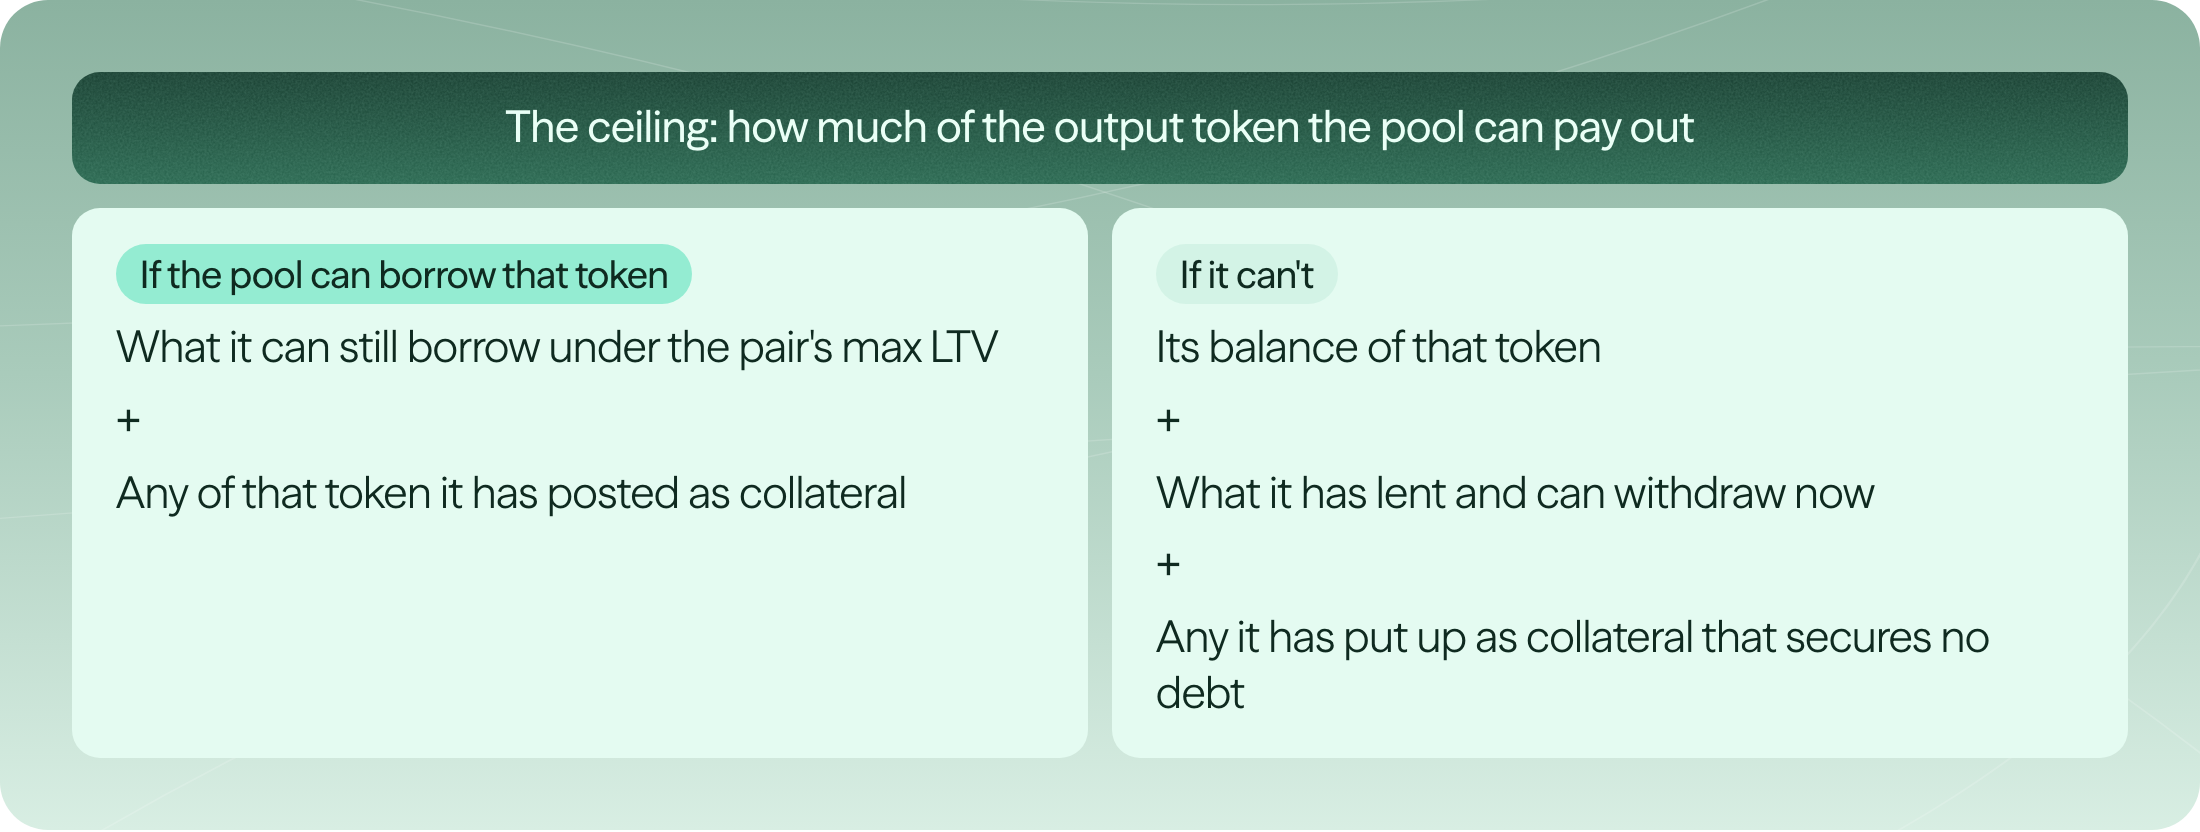 The ceiling: how much of the output token the pool can pay out
If the pool can borrow that token
What it can still borrow under the pair's max LTV
+
Any of that token it has posted as collateral
If it can't
Its balance of that token
+
What it has lent and can withdraw now
+
Any it has put up as collateral that secures no
debt